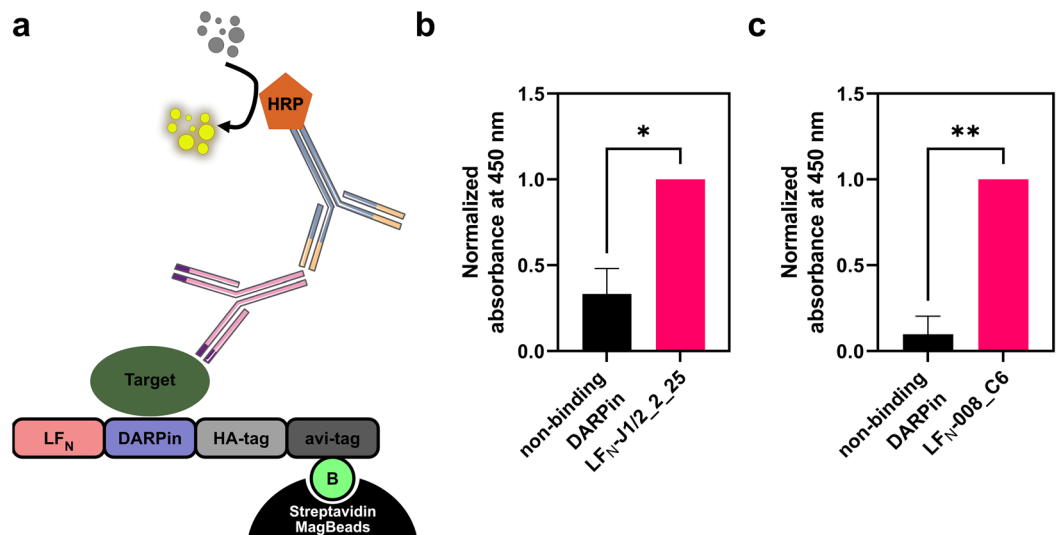 a
HRP
Target
LFN
DARPin
HA-tag
avi-tag
B
Streptavidin
MagBeads
b
Normalized
absorbance at 450 nm
1.5
1.0
0.5
0.0
*
non-binding
DARPin
LFN-J1/2_2_25
c
Normalized
absorbance at 450 nm
1.5
1.0
0.5
0.0
**
non-binding
DARPin
LFN-008_C6